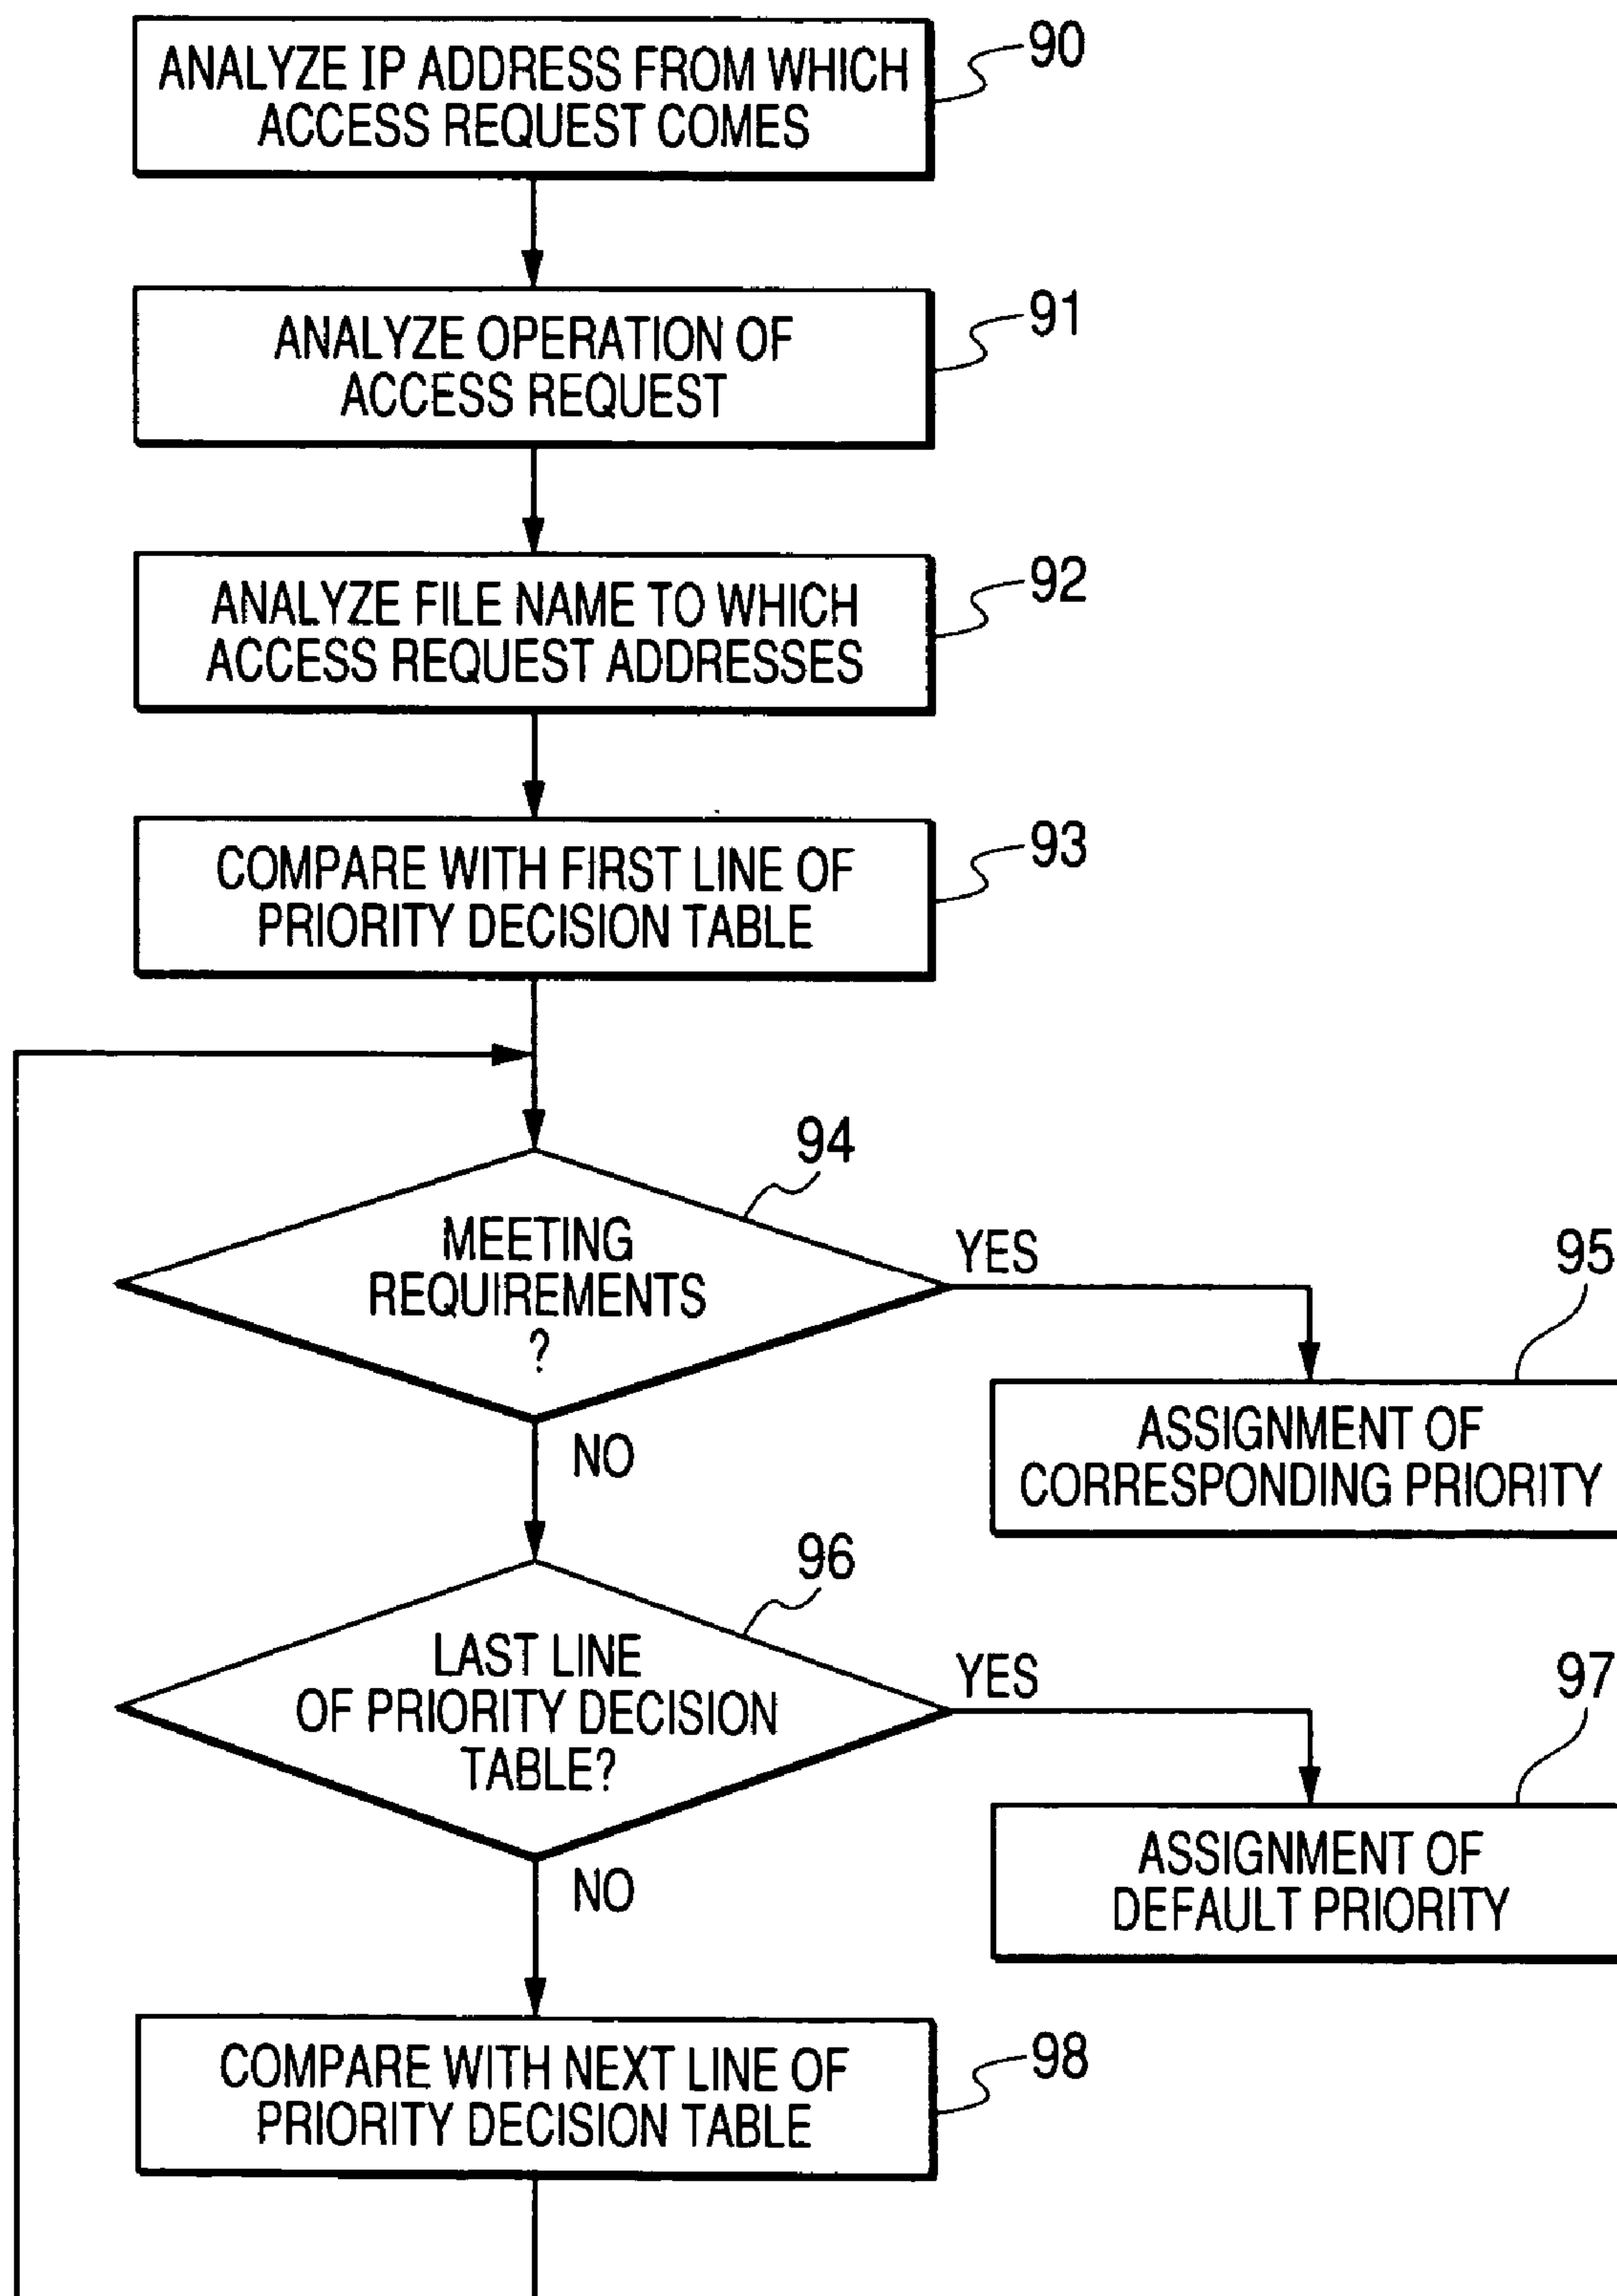 ANALYZE IP ADDRESS FROM WHICH
ACCESS REQUEST COMES
90
ANALYZE OPERATION OF
ACCESS REQUEST
91
ANALYZE FILE NAME TO WHICH
ACCESS REQUEST ADDRESSES
92
COMPARE WITH FIRST LINE OF
PRIORITY DECISION TABLE
93
94
MEETING
REQUIREMENTS
?
YES
95
ASSIGNMENT OF
CORRESPONDING PRIORITY
NO
96
LAST LINE
OF PRIORITY DECISION
TABLE?
YES
97
ASSIGNMENT OF
DEFAULT PRIORITY
NO
COMPARE WITH NEXT LINE OF
PRIORITY DECISION TABLE
98